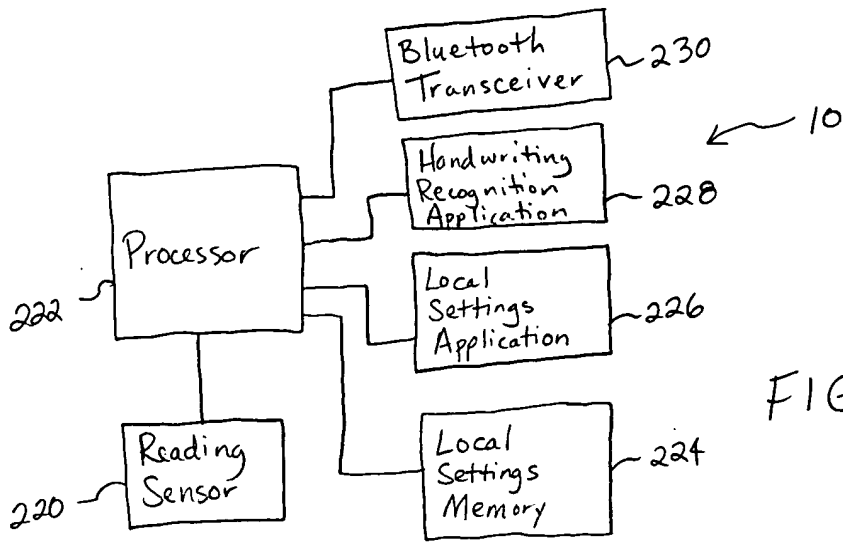 Bluetooth
Transceiver
230
10
Handwriting
Recognition
Application
228
Processor
222
Local
Settings
Application
226
FIG
Reading
Sensor
220
Local
Settings
Memory
224